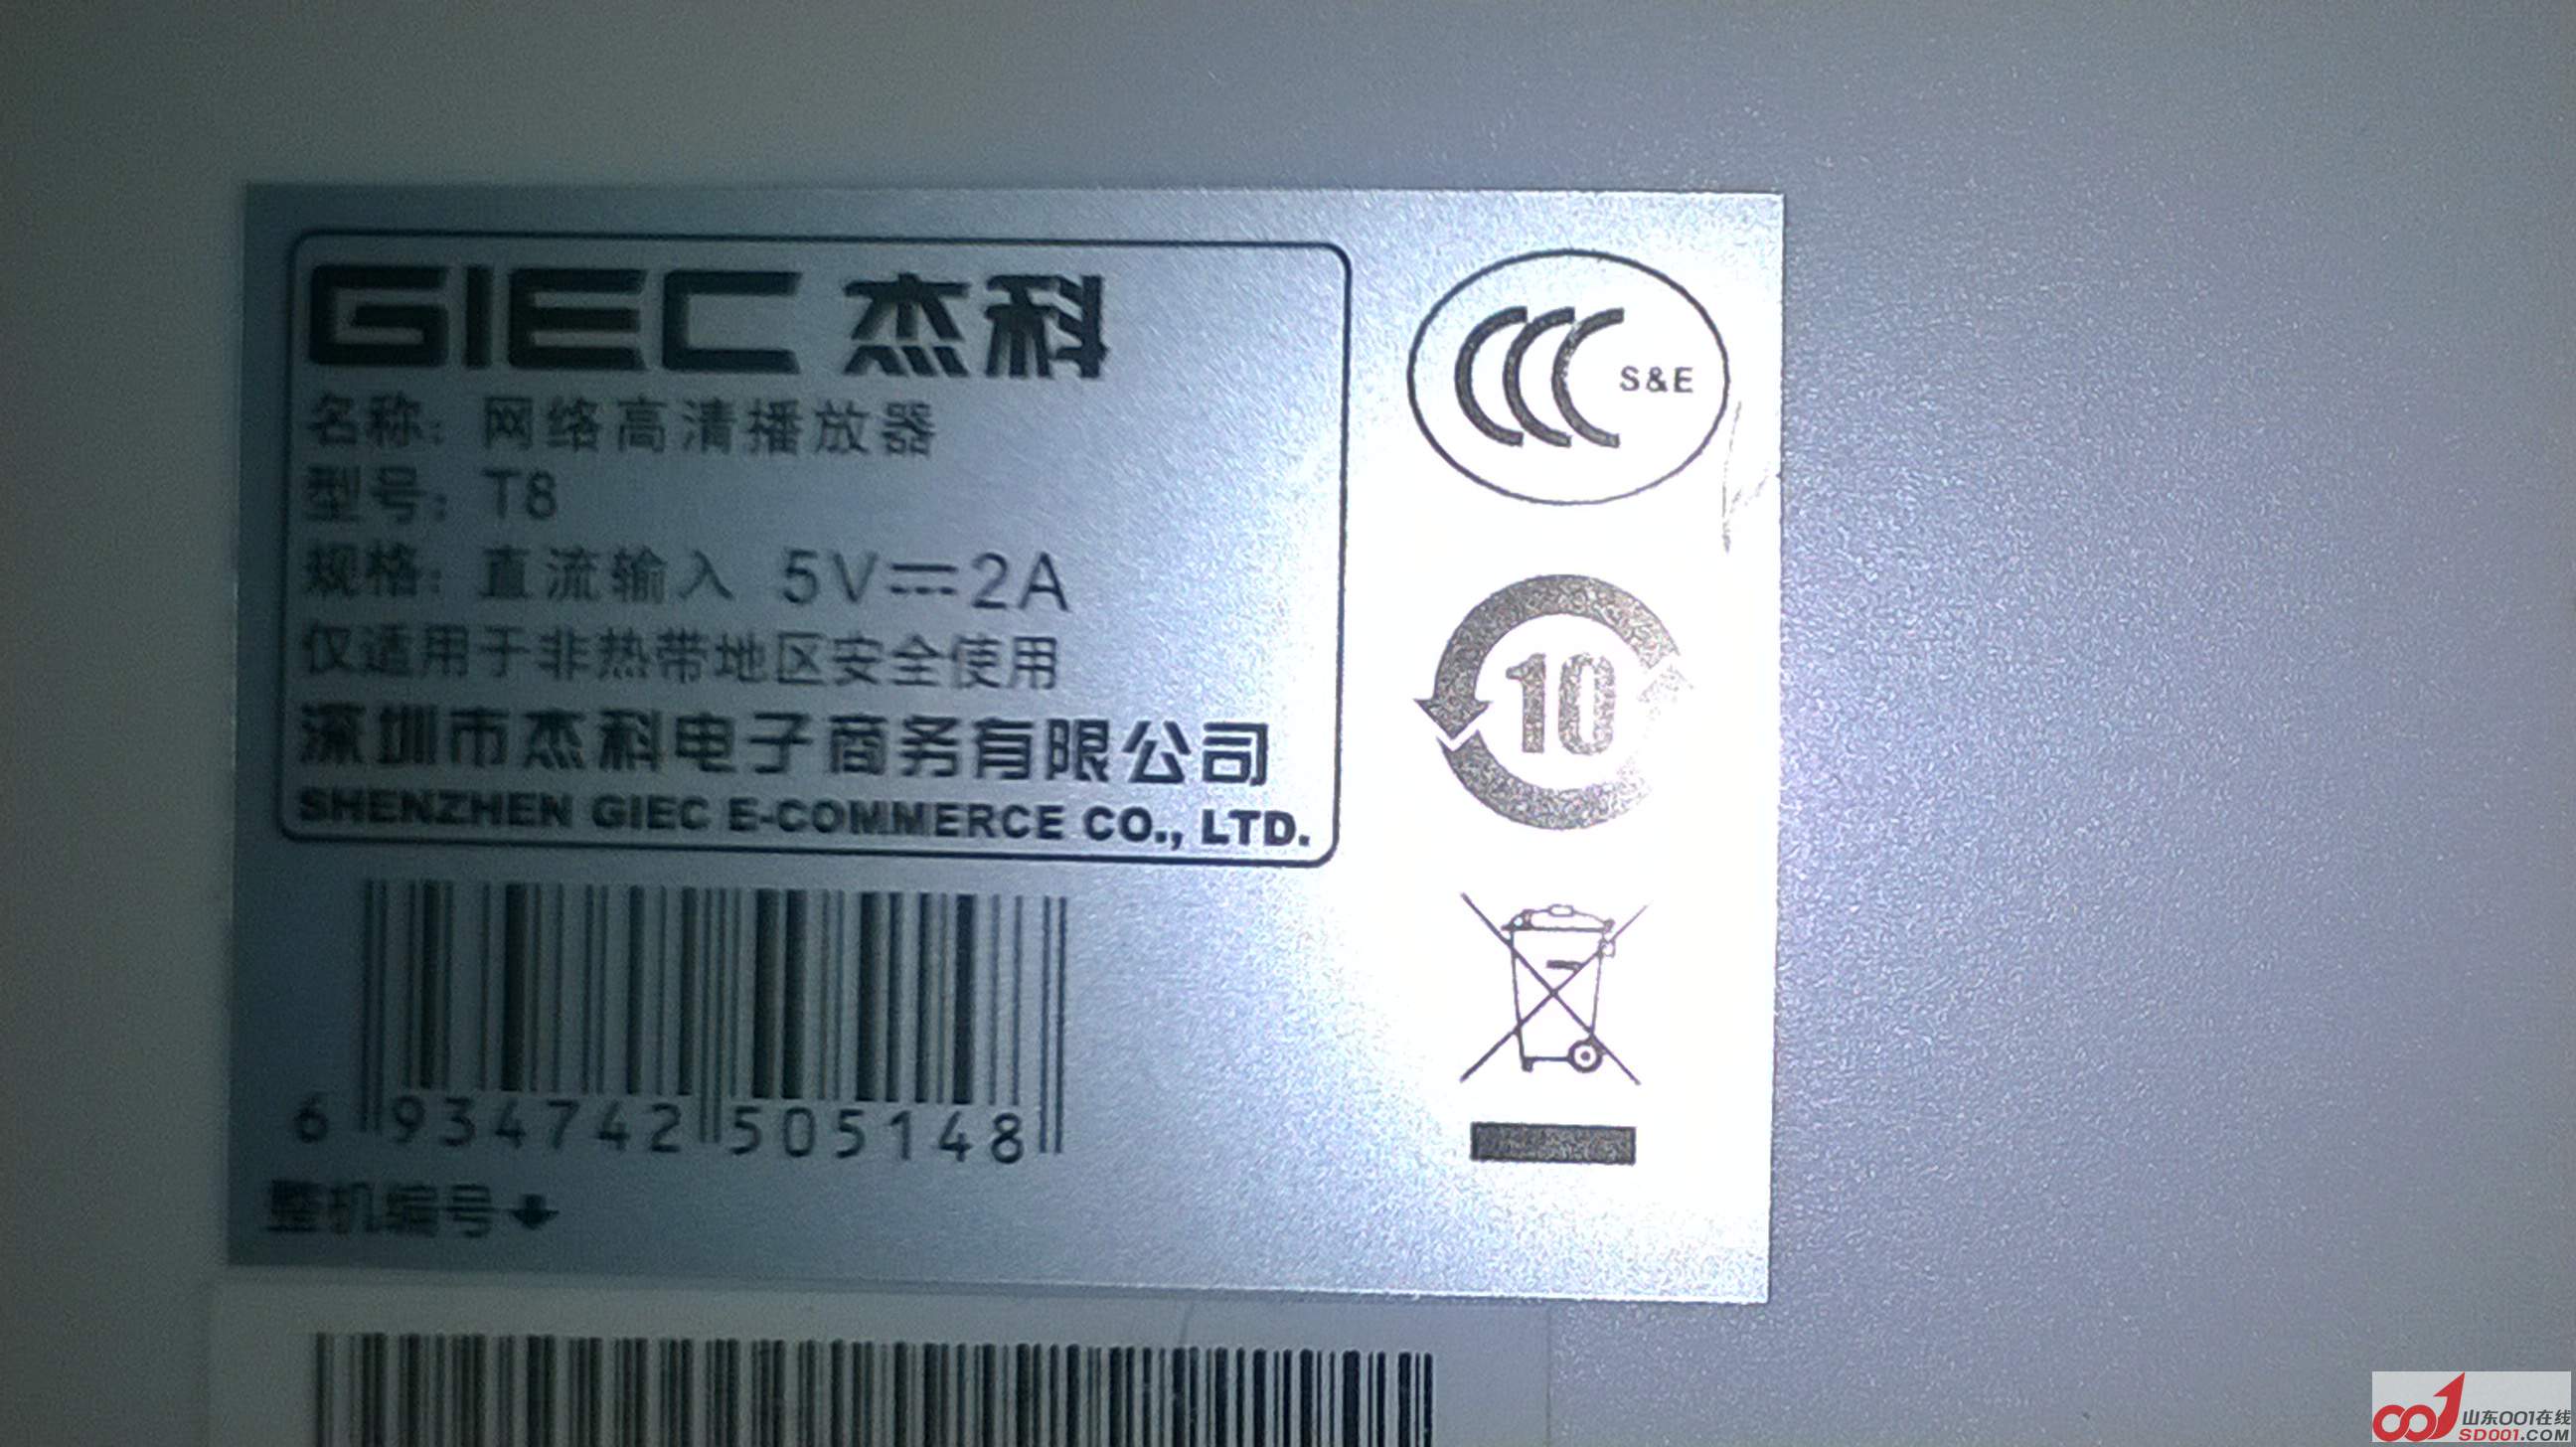 GIEC 杰科
名称: 网络高清播放器
型号: T8
规格: 直流输入 5V⎓2A
仅适用于非热带地区安全使用
深圳市杰科电子商务有限公司
SHENZHEN GIEC E-COMMERCE CO., LTD.
6 934742 505148
整机编号↓
CCC S&E
10
山东001在线
SD001.COM